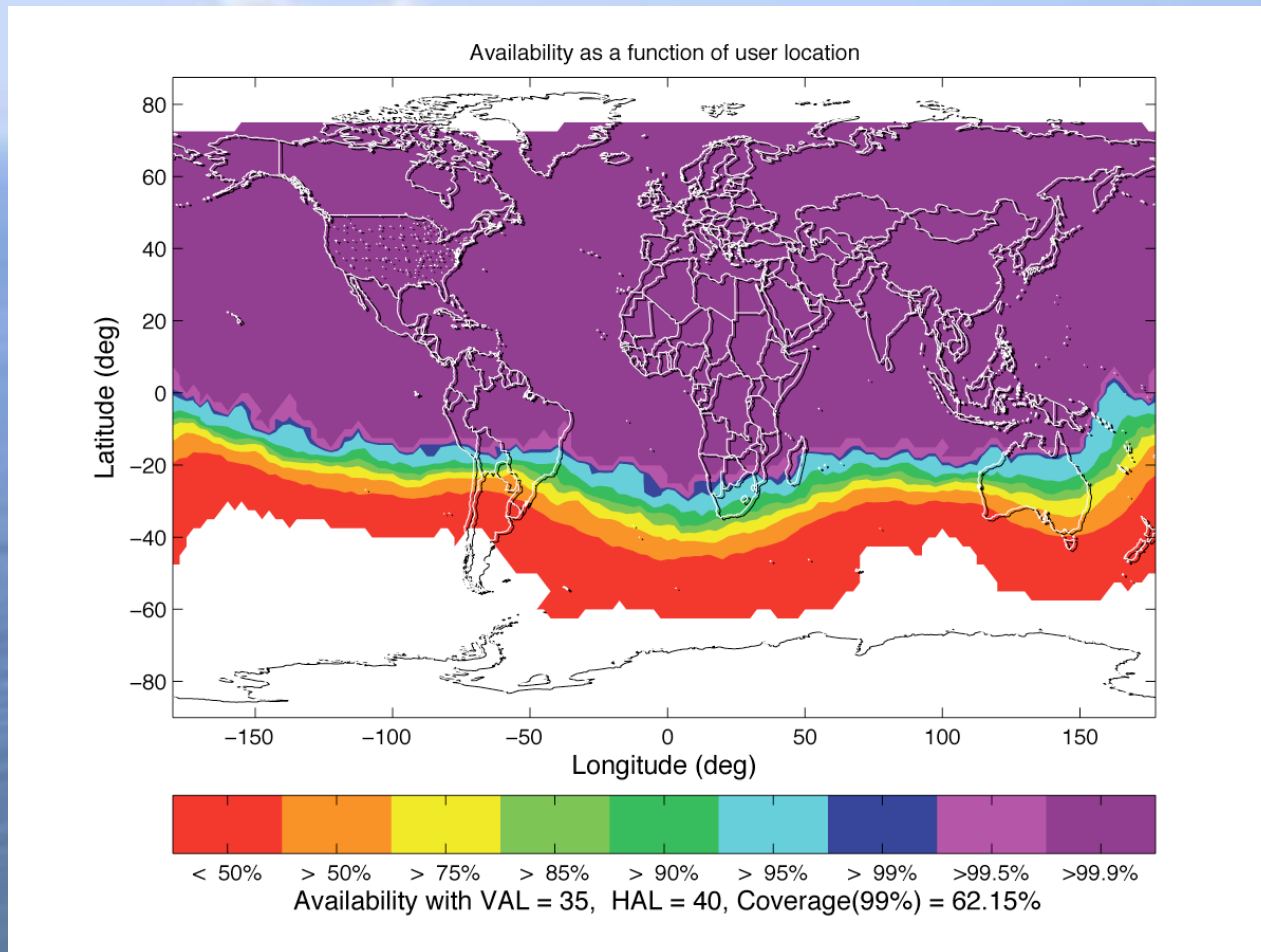 Availability as a function of user location
80
60
40
20
0
−20
−40
−60
−80
Latitude (deg)
−150 −100 −50 0 50 100 150
Longitude (deg)
< 50% > 50% > 75% > 85% > 90% > 95% > 99% >99.5% >99.9%
Availability with VAL = 35, HAL = 40, Coverage(99%) = 62.15%